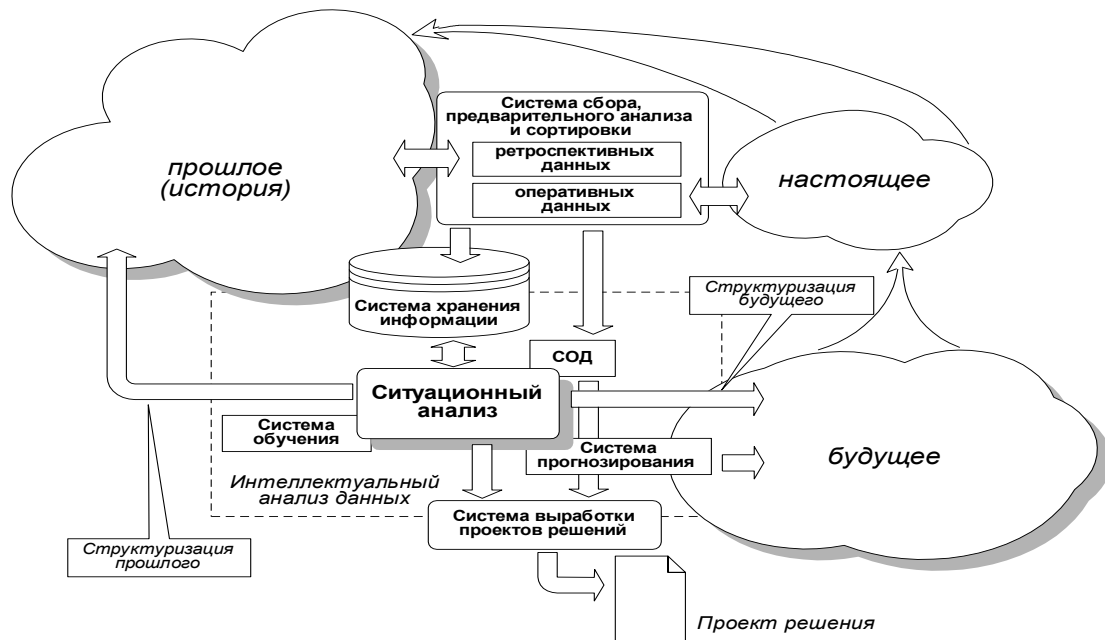 Система сбора,
предварительного анализа
и сортировки
ретроспективных
данных
оперативных
данных
прошлое
(история)
настоящее
Система хранения
информации
Структуризация
будущего
СОД
Ситуационный
анализ
Система
обучения
Система
прогнозирования
будущее
Интеллектуальный
анализ данных
Система выработки
проектов решений
Структуризация
прошлого
Проект решения